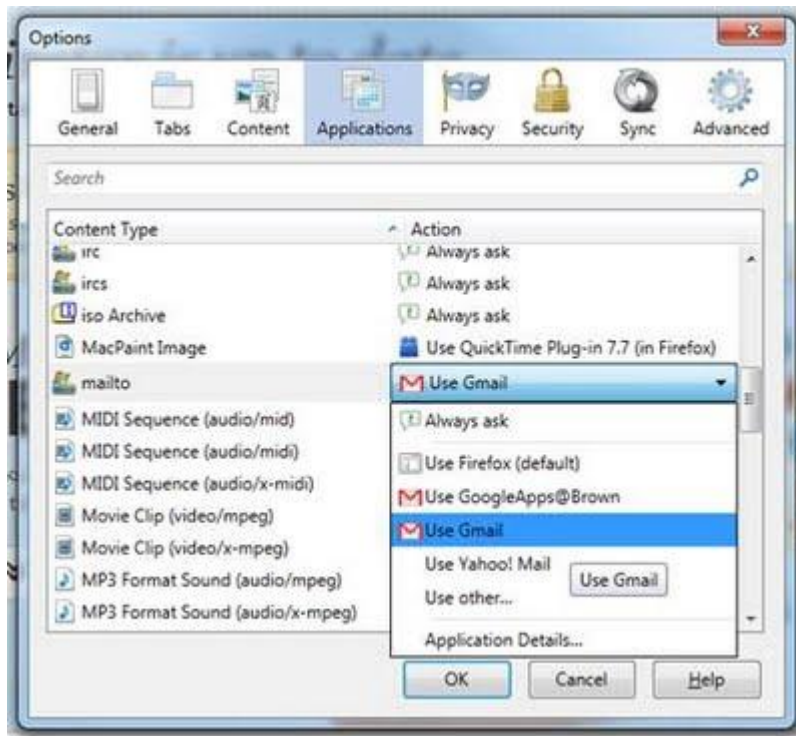 Options
General Tabs Content Applications Privacy Security Sync Advanced
Search
Content Type Action
irc Always ask
ircs Always ask
iso Archive Always ask
MacPaint Image Use QuickTime Plug-in 7.7 (in Firefox)
mailto Use Gmail
MIDI Sequence (audio/mid) Always ask
MIDI Sequence (audio/midi) Use Firefox (default)
MIDI Sequence (audio/x-midi) Use GoogleApps@Brown
Movie Clip (video/mpeg) Use Gmail
Movie Clip (video/x-mpeg) Use Yahoo! Mail
MP3 Format Sound (audio/mpeg) Use Gmail
Use other...
MP3 Format Sound (audio/x-mpeg)
Application Details...
OK Cancel Help